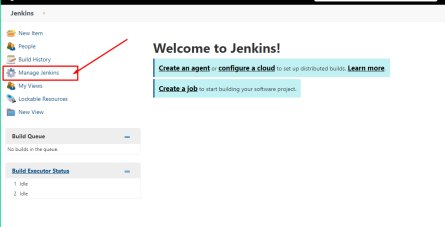 Jenkins
New Item
People
Build History
Manage Jenkins
My Views
Lockable Resources
New View
Welcome to Jenkins!
Create an agent or configure a cloud to set up distributed builds. Learn more
Create a job to start building your software project.
Build Queue
No builds in the queue.
Build Executor Status
1 Idle
2 Idle